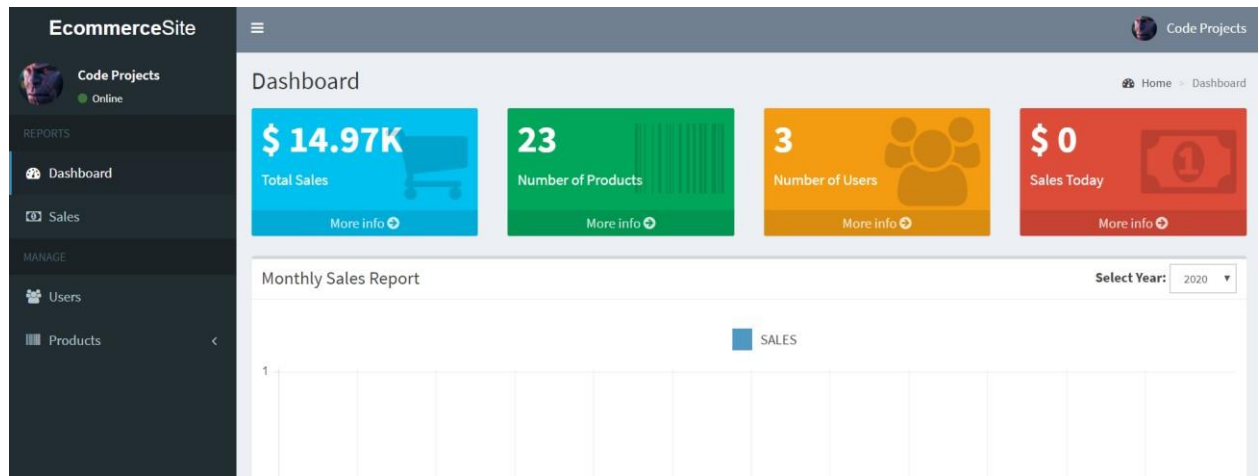 EcommerceSite
Code Projects
Code Projects
Online
REPORTS
Dashboard
Sales
MANAGE
Users
Products
Dashboard
Home > Dashboard
$ 14.97K
Total Sales
More info
23
Number of Products
More info
3
Number of Users
More info
$ 0
Sales Today
1
More info
Monthly Sales Report
Select Year: 2020
SALES
1